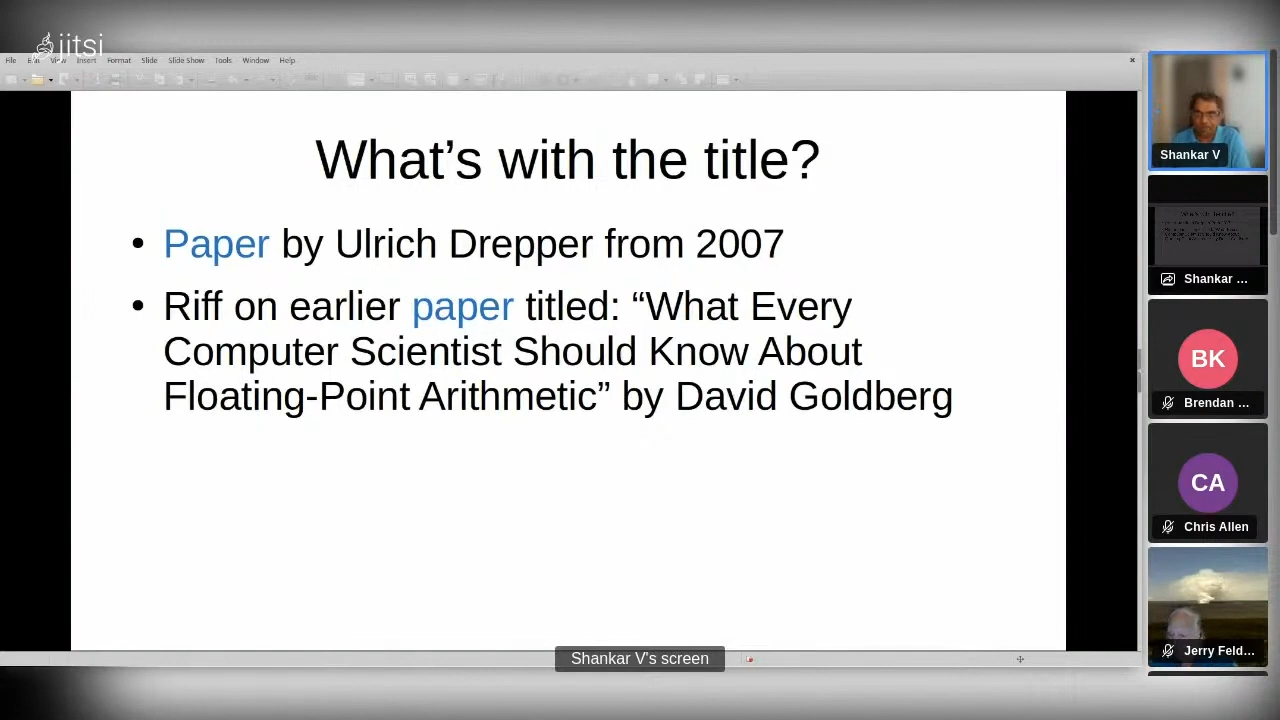 jitsi
File Edit View Insert Format Slide Slide Show Tools Window Help
What’s with the title?
• Paper by Ulrich Drepper from 2007
• Riff on earlier paper titled: “What Every
Computer Scientist Should Know About
Floating-Point Arithmetic” by David Goldberg
Shankar V's screen
Shankar V
Shankar ...
BK
Brendan ...
CA
Chris Allen
Jerry Feld...